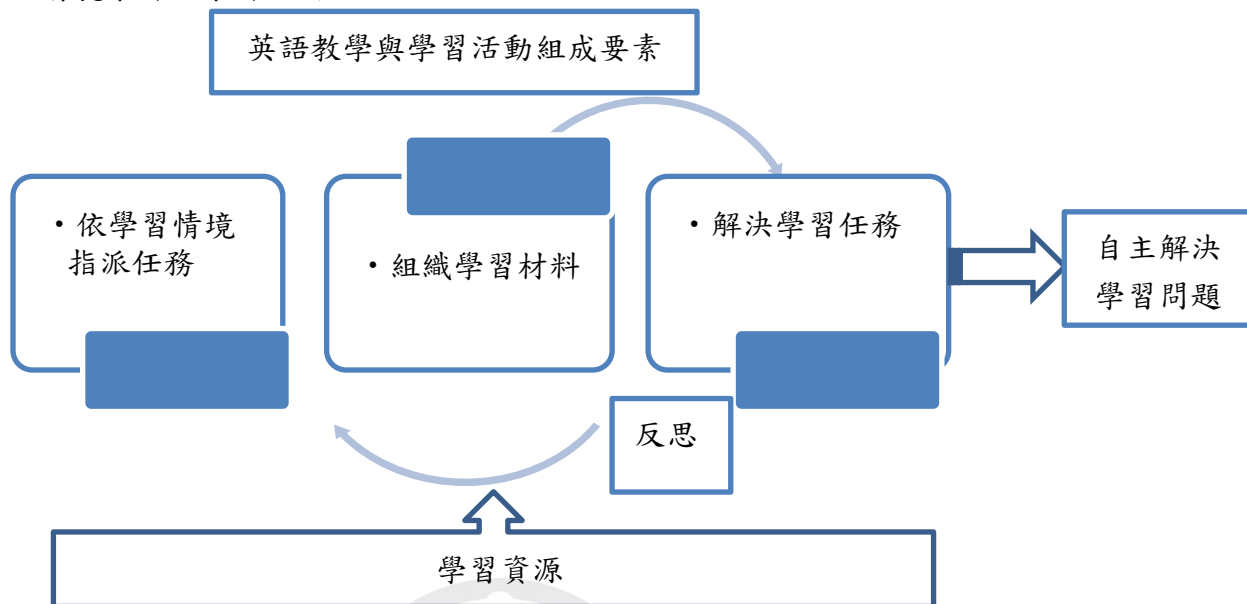 英語教學與學習活動組成要素
・依學習情境
指派任務
・組織學習材料
・解決學習任務
自主解決
學習問題
反思
學習資源